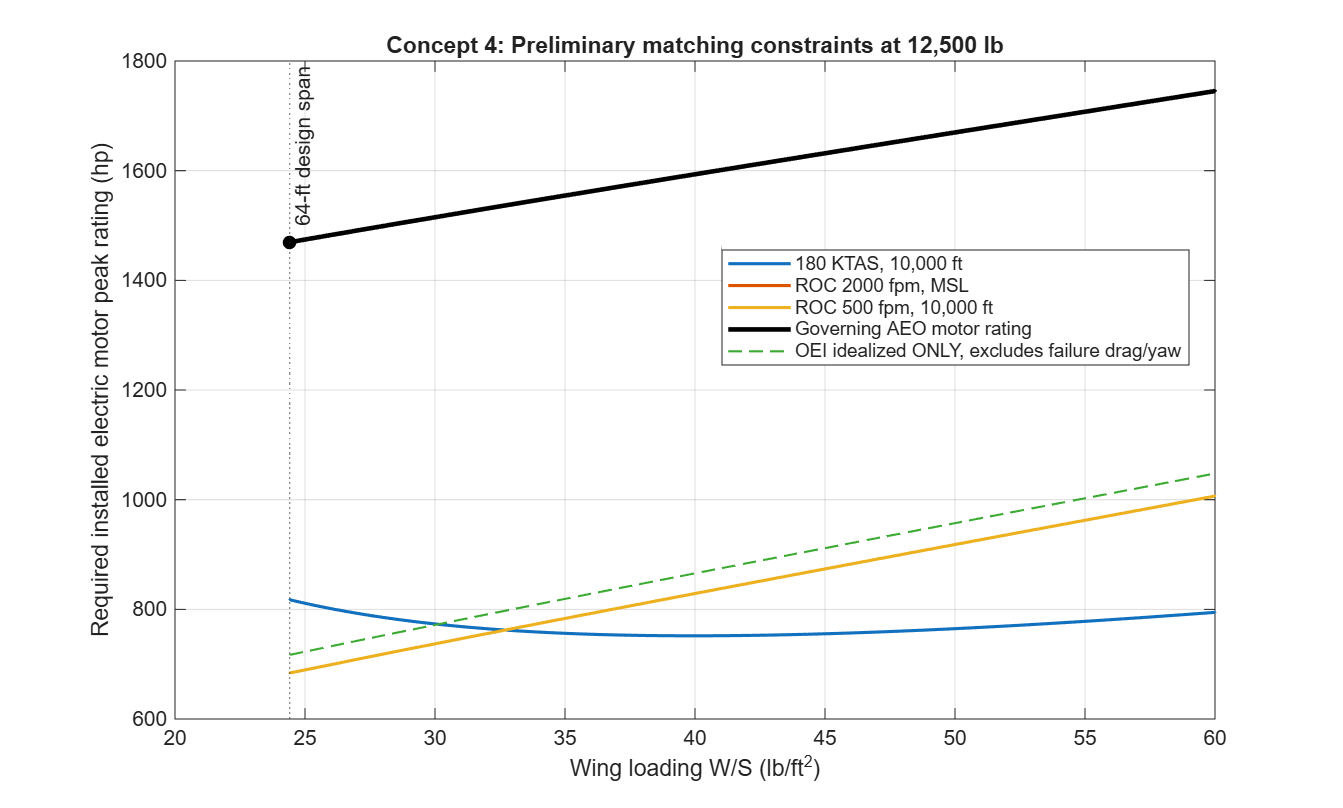 Concept 4: Preliminary matching constraints at 12,500 lb
1800
1600
1400
1200
1000
800
600
Required installed electric motor peak rating (hp)
64-ft design span
180 KTAS, 10,000 ft
ROC 2000 fpm, MSL
ROC 500 fpm, 10,000 ft
Governing AEO motor rating
OEI idealized ONLY, excludes failure drag/yaw
20 25 30 35 40 45 50 55 60
Wing loading W/S (lb/ft²)